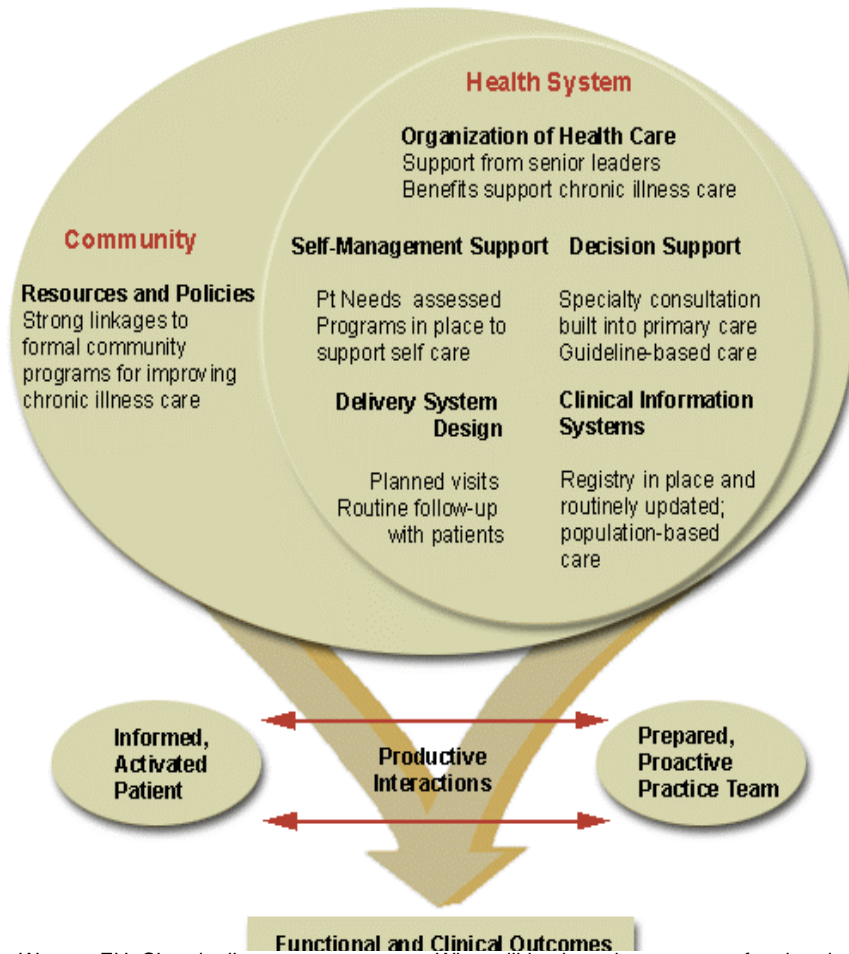 Health System
Organization of Health Care
Support from senior leaders
Benefits support chronic illness care
Community
Resources and Policies
Strong linkages to
formal community
programs for improving
chronic illness care
Self-Management Support
Pt Needs assessed
Programs in place to
support self care
Decision Support
Specialty consultation
built into primary care
Guideline-based care
Delivery System
Design
Planned visits
Routine follow-up
with patients
Clinical Information
Systems
Registry in place and
routinely updated;
population-based
care
Informed,
Activated
Patient
Productive
Interactions
Prepared,
Proactive
Practice Team
Functional and Clinical Outcomes